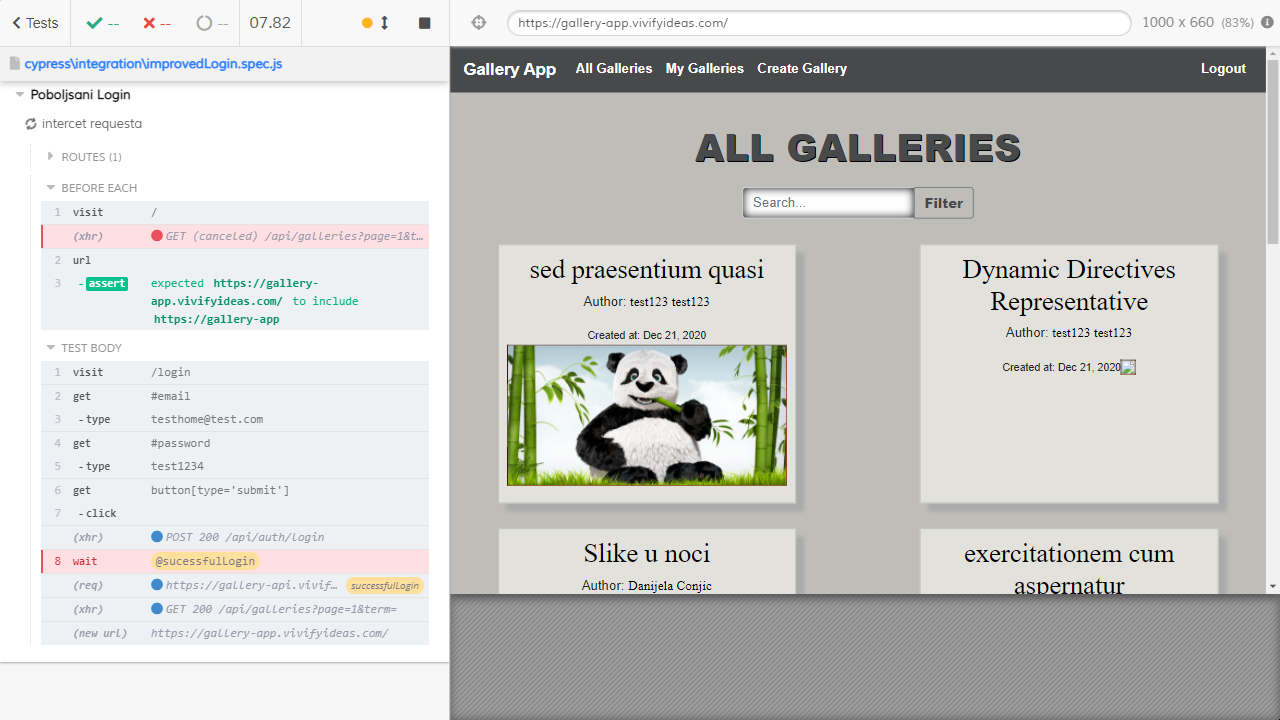 Tests -- -- -- 07.82
cypress\integration\improvedLogin.spec.js
Poboljsani Login
intercet requesta
ROUTES (1)
BEFORE EACH
1 visit /
(xhr) GET (canceled) /api/galleries?page=1&t…
2 url
3 -assert expected https://gallery-
app.vivifyideas.com/ to include
https://gallery-app
TEST BODY
1 visit /login
2 get #email
3 -type testhome@test.com
4 get #password
5 -type test1234
6 get button[type='submit']
7 -click
(xhr) POST 200 /api/auth/login
8 wait @sucessfulLogin
(req) https://gallery-api.vivif… sucessfulLogin
(xhr) GET 200 /api/galleries?page=1&term=
(new url) https://gallery-app.vivifyideas.com/
https://gallery-app.vivifyideas.com/ 1000 x 660 (83%)
Gallery App All Galleries My Galleries Create Gallery Logout
ALL GALLERIES
Search... Filter
sed praesentium quasi
Author: test123 test123
Created at: Dec 21, 2020
Dynamic Directives
Representative
Author: test123 test123
Created at: Dec 21, 2020
Slike u noci
Author: Danijela Conjic
exercitationem cum
aspernatur